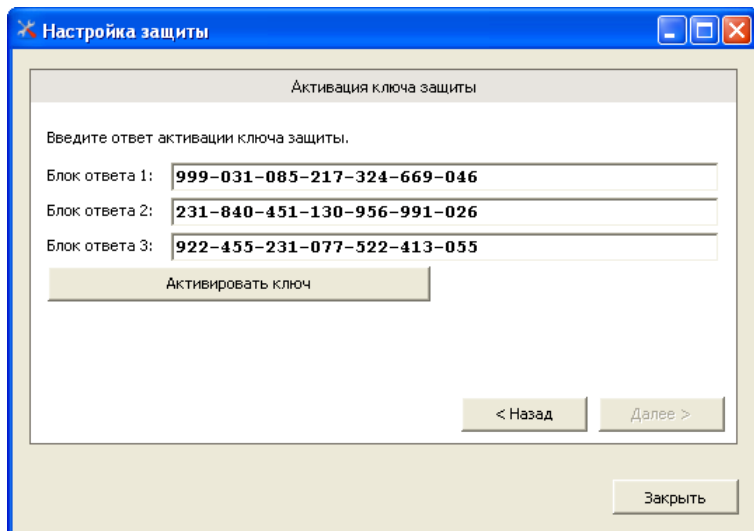 Настройка защиты
Активация ключа защиты
Введите ответ активации ключа защиты.
Блок ответа 1: 999-031-085-217-324-669-046
Блок ответа 2: 231-840-451-130-956-991-026
Блок ответа 3: 922-455-231-077-522-413-055
Активировать ключ
< Назад Далее >
Закрыть